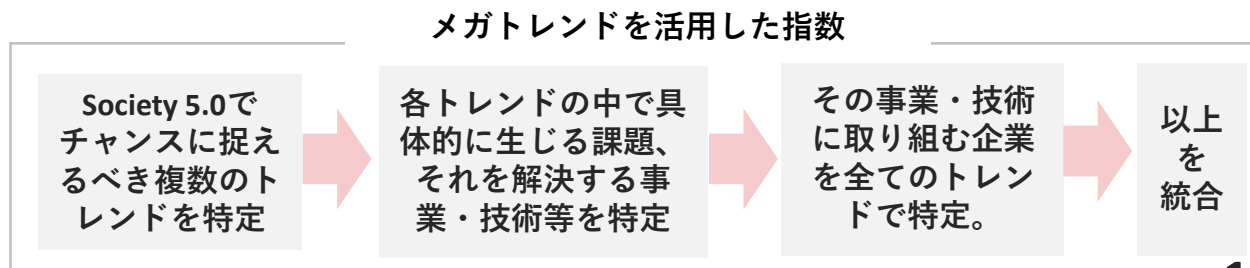 メガトレンドを活用した指数
Society 5.0で
チャンスに捉え
るべき複数のト
レンドを特定
各トレンドの中で具
体的に生じる課題、
それを解決する事
業・技術等を特定
その事業・技術
に取り組む企業
を全てのトレン
ドで特定。
以上
を
統合